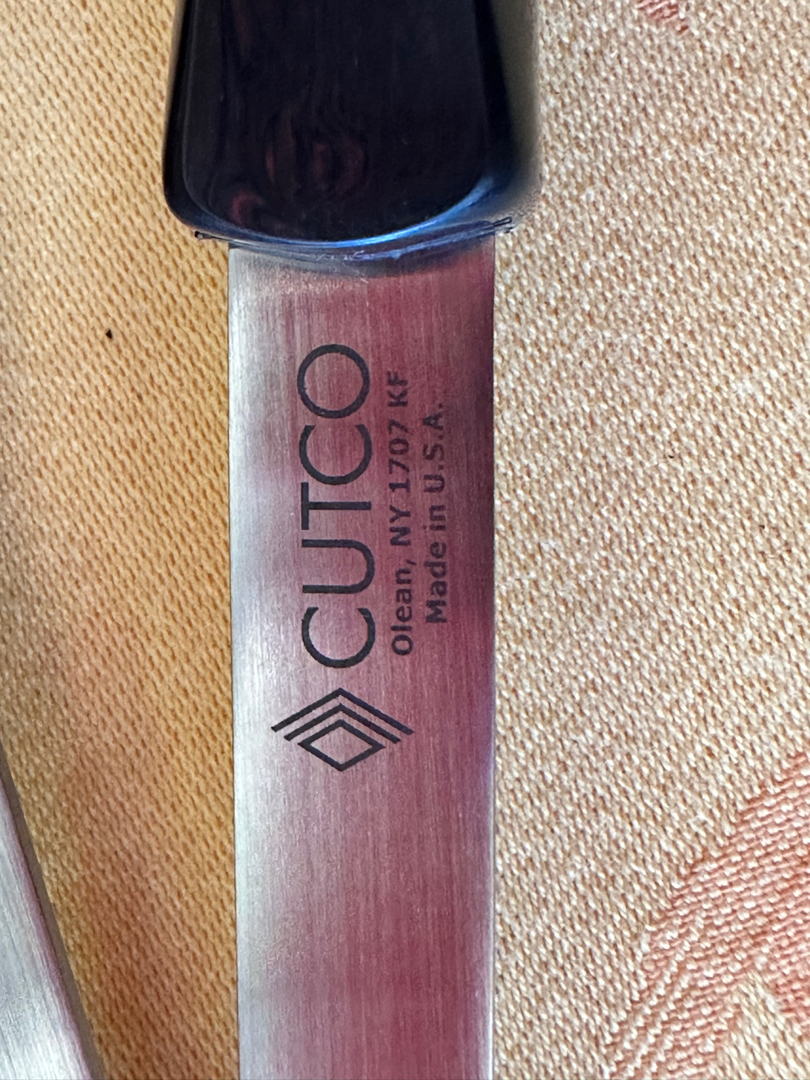 CUTCO
Olean, NY 1707 KF
Made in U.S.A.